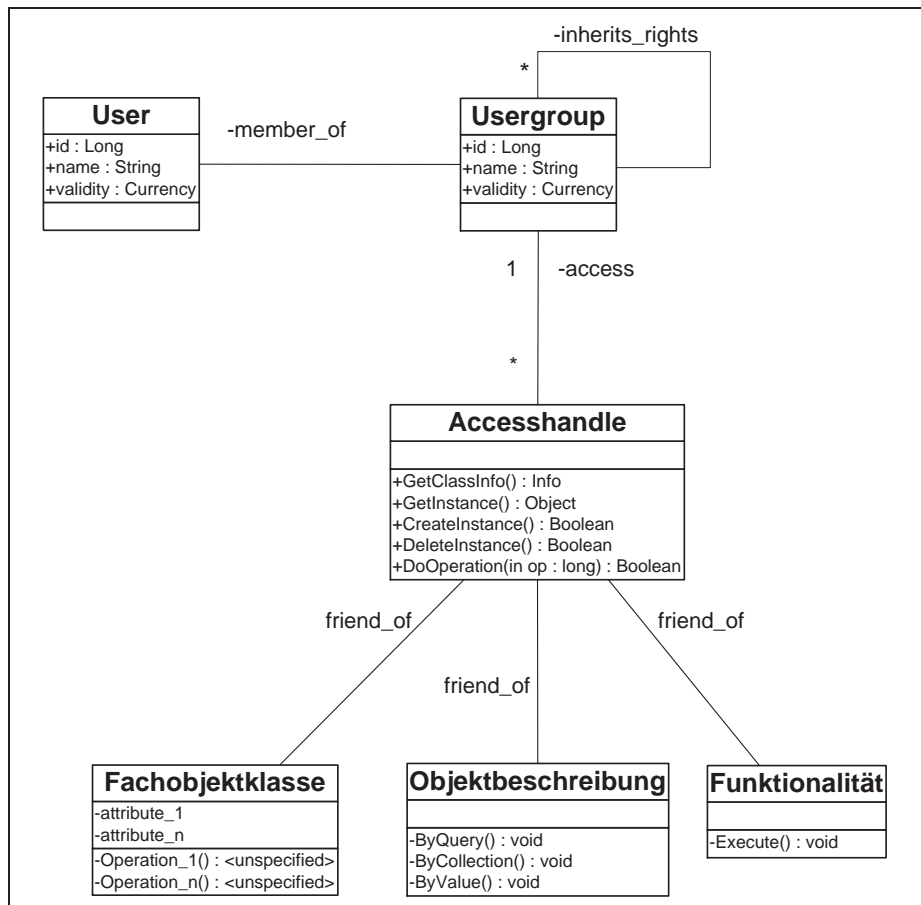 -inherits_rights
*
User
+id : Long
+name : String
+validity : Currency
-member_of
Usergroup
+id : Long
+name : String
+validity : Currency
1
-access
*
Accesshandle
+GetClassInfo() : Info
+GetInstance() : Object
+CreateInstance() : Boolean
+DeleteInstance() : Boolean
+DoOperation(in op : long) : Boolean
friend_of
friend_of
friend_of
Fachobjektklasse
-attribute_1
-attribute_n
-Operation_1() : <unspecified>
-Operation_n() : <unspecified>
Objektbeschreibung
-ByQuery() : void
-ByCollection() : void
-ByValue() : void
Funktionalität
-Execute() : void